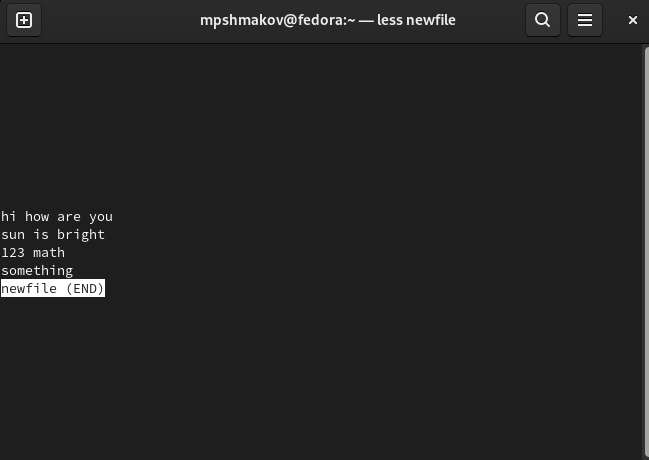 mpshmakov@fedora:~ — less newfile
hi how are you
sun is bright
123 math
something
newfile (END)